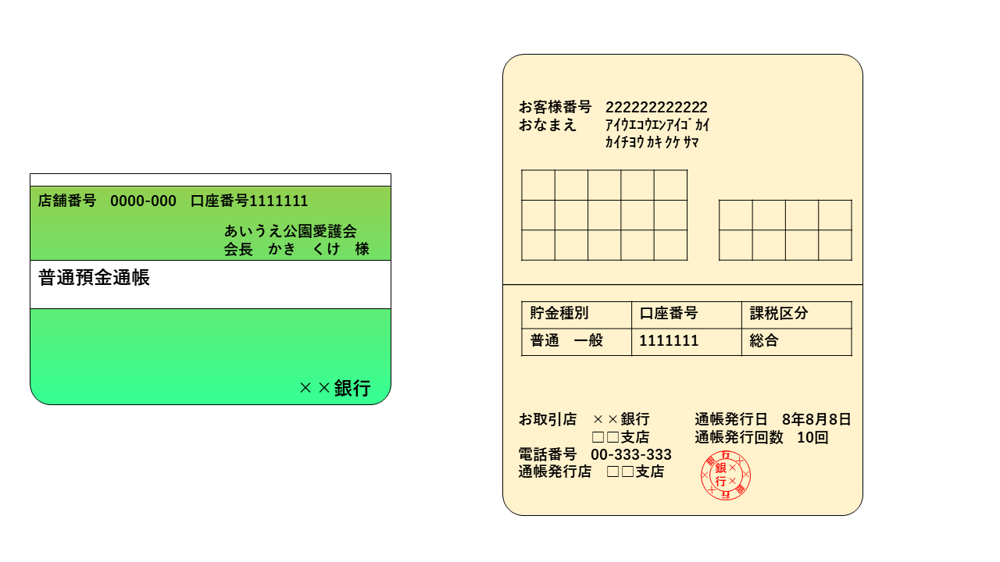 店舗番号　0000-000　口座番号1111111
あいうえ公園愛護会
会長　かき　くけ　様
普通預金通帳
××銀行
お客様番号　222222222222
おなまえ　　ｱｲｳｴｺｳｴﾝｱｲｺﾞｶｲ
ｶｲﾁﾖｳ ｶｷ ｸｹ ｻﾏ
貯金種別　口座番号　課税区分
普通　一般　1111111　総合
お取引店　××銀行　通帳発行日　8年8月8日
□□支店　通帳発行回数　10回
電話番号　00-333-333
通帳発行店　□□支店
銀行××銀行××
銀×
行×